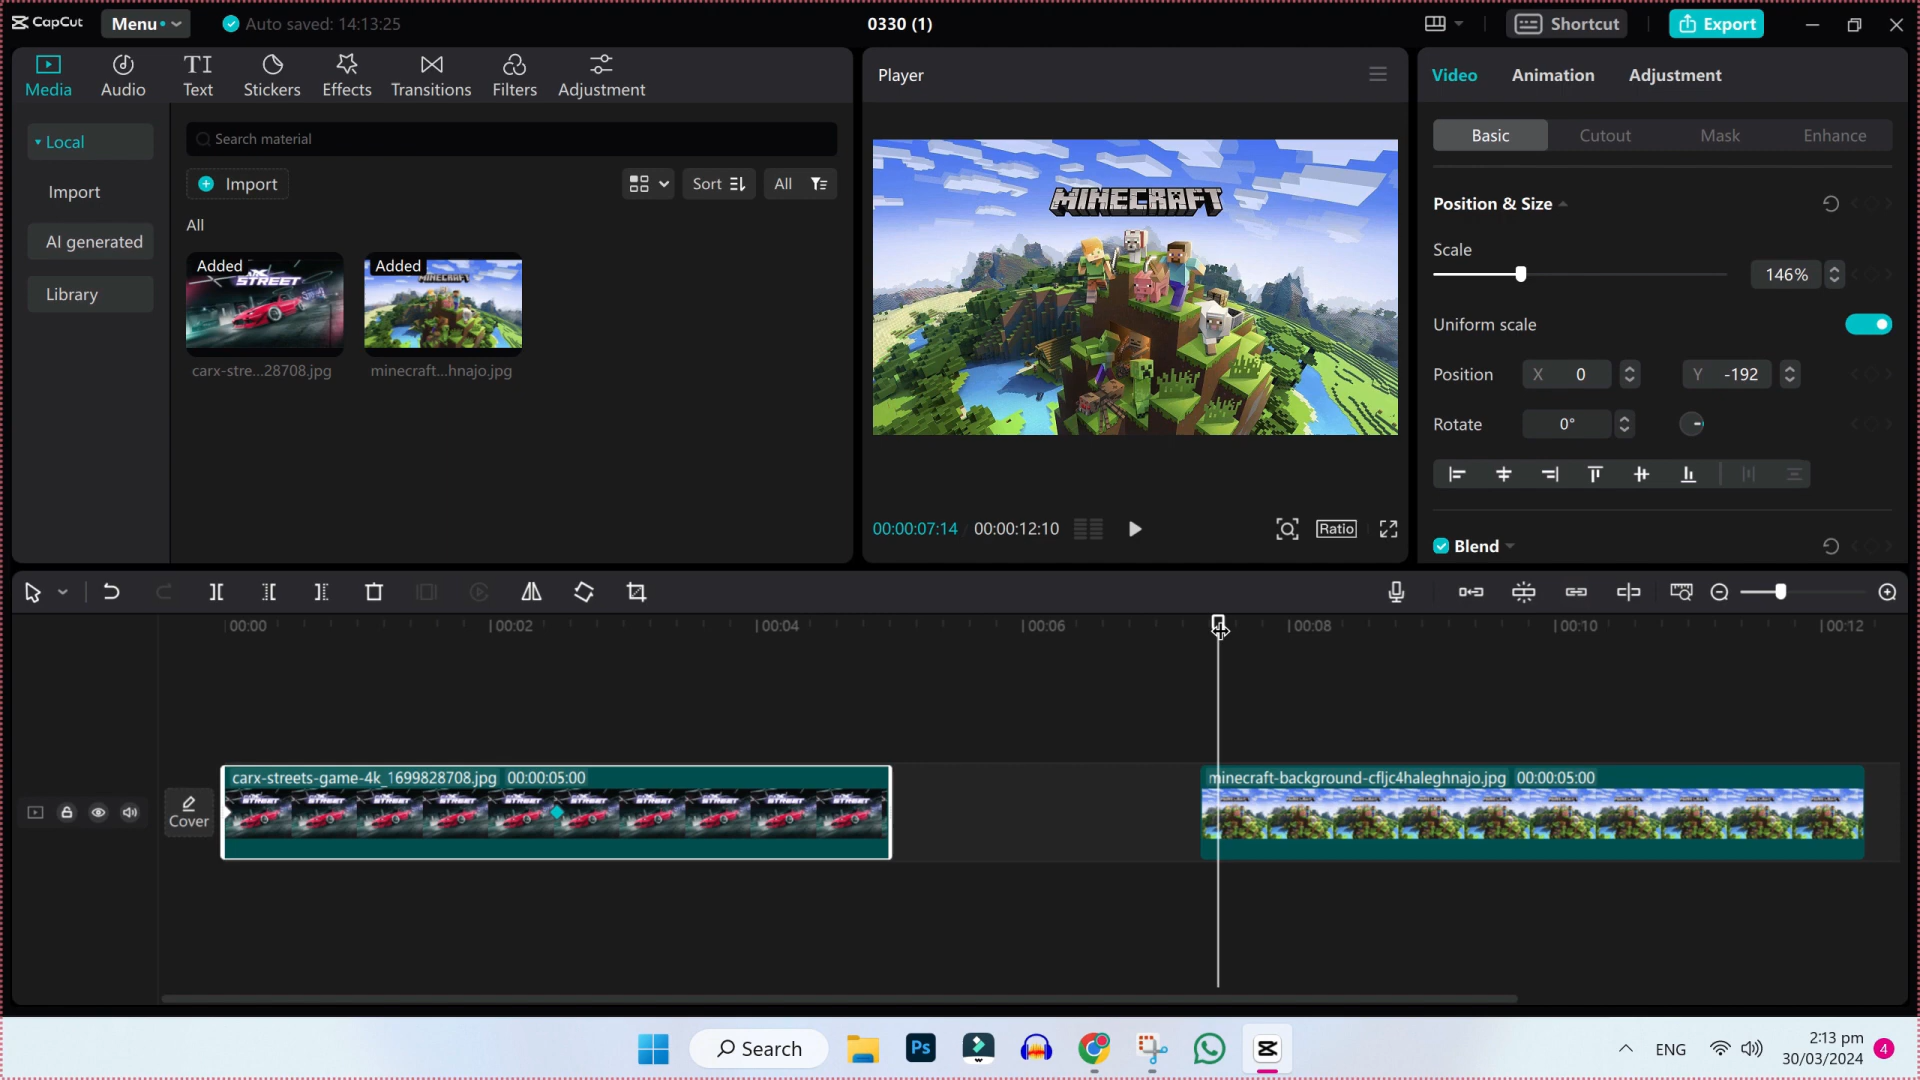 CapCut
Menu
Auto saved: 14:13:25
0330 (1)
Shortcut
Export
Media
Audio
TI
Text
Stickers
Effects
Transitions
Filters
Adjustment
Player
Video
Animation
Adjustment
Local
Import
AI generated
Library
Search material
Import
Sort
All
All
Added
STREET
carx-stre...28708.jpg
Added
MINECRAFT
minecraft...hnajo.jpg
MINECRAFT
00:00:07:14
00:00:12:10
Ratio
Basic
Cutout
Mask
Enhance
Position & Size
Scale
146%
Uniform scale
Position
X 0
Y -192
Rotate
0°
Blend
00:00
00:02
00:04
00:06
00:08
00:10
00:12
Cover
carx-streets-game-4k_1699828708.jpg 00:00:05:00
minecraft-background-cfljc4haleghnajo.jpg 00:00:05:00
Search
Ps
ENG
2:13 pm
30/03/2024
4